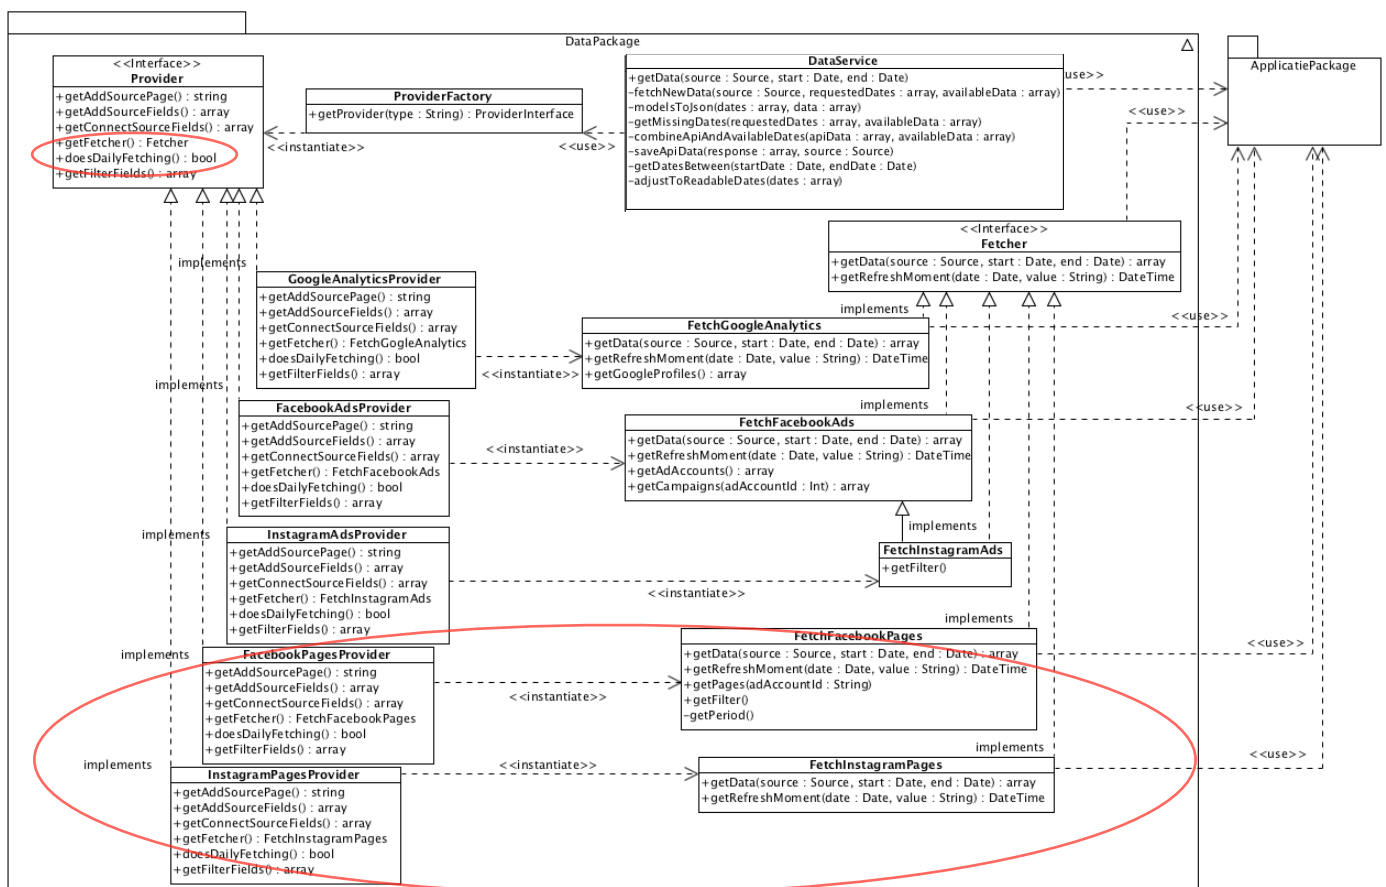 DataPackage
<<Interface>>
Provider
+getAddSourcePage() : string
+getAddSourceFields() : array
+getConnectSourceFields() : array
+getFetcher() : Fetcher
+doesDailyFetching() : bool
+getFilterFields() : array
ProviderFactory
+getProvider(type : String) : ProviderInterface
<<instantiate>>
<<use>>
DataService
+getData(source : Source, start : Date, end : Date)
-fetchNewData(source : Source, requestedDates : array, availableData : array)
-modelsToJson(dates : array, data : array)
-getMissingDates(requestedDates : array, availableData : array)
-combineApiAndAvailableDates(apiData : array, availableData : array)
-saveApiData(response : array, source : Source)
-getDatesBetween(startDate : Date, endDate : Date)
-adjustToReadableDates(dates : array)
use>>
<<use>>
ApplicatiePackage
<<Interface>>
Fetcher
+getData(source : Source, start : Date, end : Date) : array
+getRefreshMoment(date : Date, value : String) : DateTime
implements
GoogleAnalyticsProvider
+getAddSourcePage() : string
+getAddSourceFields() : array
+getConnectSourceFields() : array
+getFetcher() : FetchGogleAnalytics
+doesDailyFetching() : bool
+getFilterFields() : array
<<instantiate>>
implements
FetchGoogleAnalytics
+getData(source : Source, start : Date, end : Date) : array
+getRefreshMoment(date : Date, value : String) : DateTime
+getGoogleProfiles() : array
<<use>>
implements
FacebookAdsProvider
+getAddSourcePage() : string
+getAddSourceFields() : array
+getConnectSourceFields() : array
+getFetcher() : FetchFacebookAds
+doesDailyFetching() : bool
+getFilterFields() : array
<<instantiate>>
implements
FetchFacebookAds
+getData(source : Source, start : Date, end : Date) : array
+getRefreshMoment(date : Date, value : String) : DateTime
+getAdAccounts() : array
+getCampaigns(adAccountId : Int) : array
<<use>>
implements
InstagramAdsProvider
+getAddSourcePage() : string
+getAddSourceFields() : array
+getConnectSourceFields() : array
+getFetcher() : FetchInstagramAds
+doesDailyFetching() : bool
+getFilterFields() : array
<<instantiate>>
implements
FetchInstagramAds
+getFilter()
implements
FacebookPagesProvider
+getAddSourcePage() : string
+getAddSourceFields() : array
+getConnectSourceFields() : array
+getFetcher() : FetchFacebookPages
+doesDailyFetching() : bool
+getFilterFields() : array
<<instantiate>>
implements
FetchFacebookPages
+getData(source : Source, start : Date, end : Date) : array
+getRefreshMoment(date : Date, value : String) : DateTime
+getPages(adAccountId : String)
+getFilter()
-getPeriod()
<<use>>
implements
InstagramPagesProvider
+getAddSourcePage() : string
+getAddSourceFields() : array
+getConnectSourceFields() : array
+getFetcher() : FetchInstagramPages
+doesDailyFetching() : bool
+getFilterFields() : array
<<instantiate>>
implements
FetchInstagramPages
+getData(source : Source, start : Date, end : Date) : array
+getRefreshMoment(date : Date, value : String) : DateTime
<<use>>